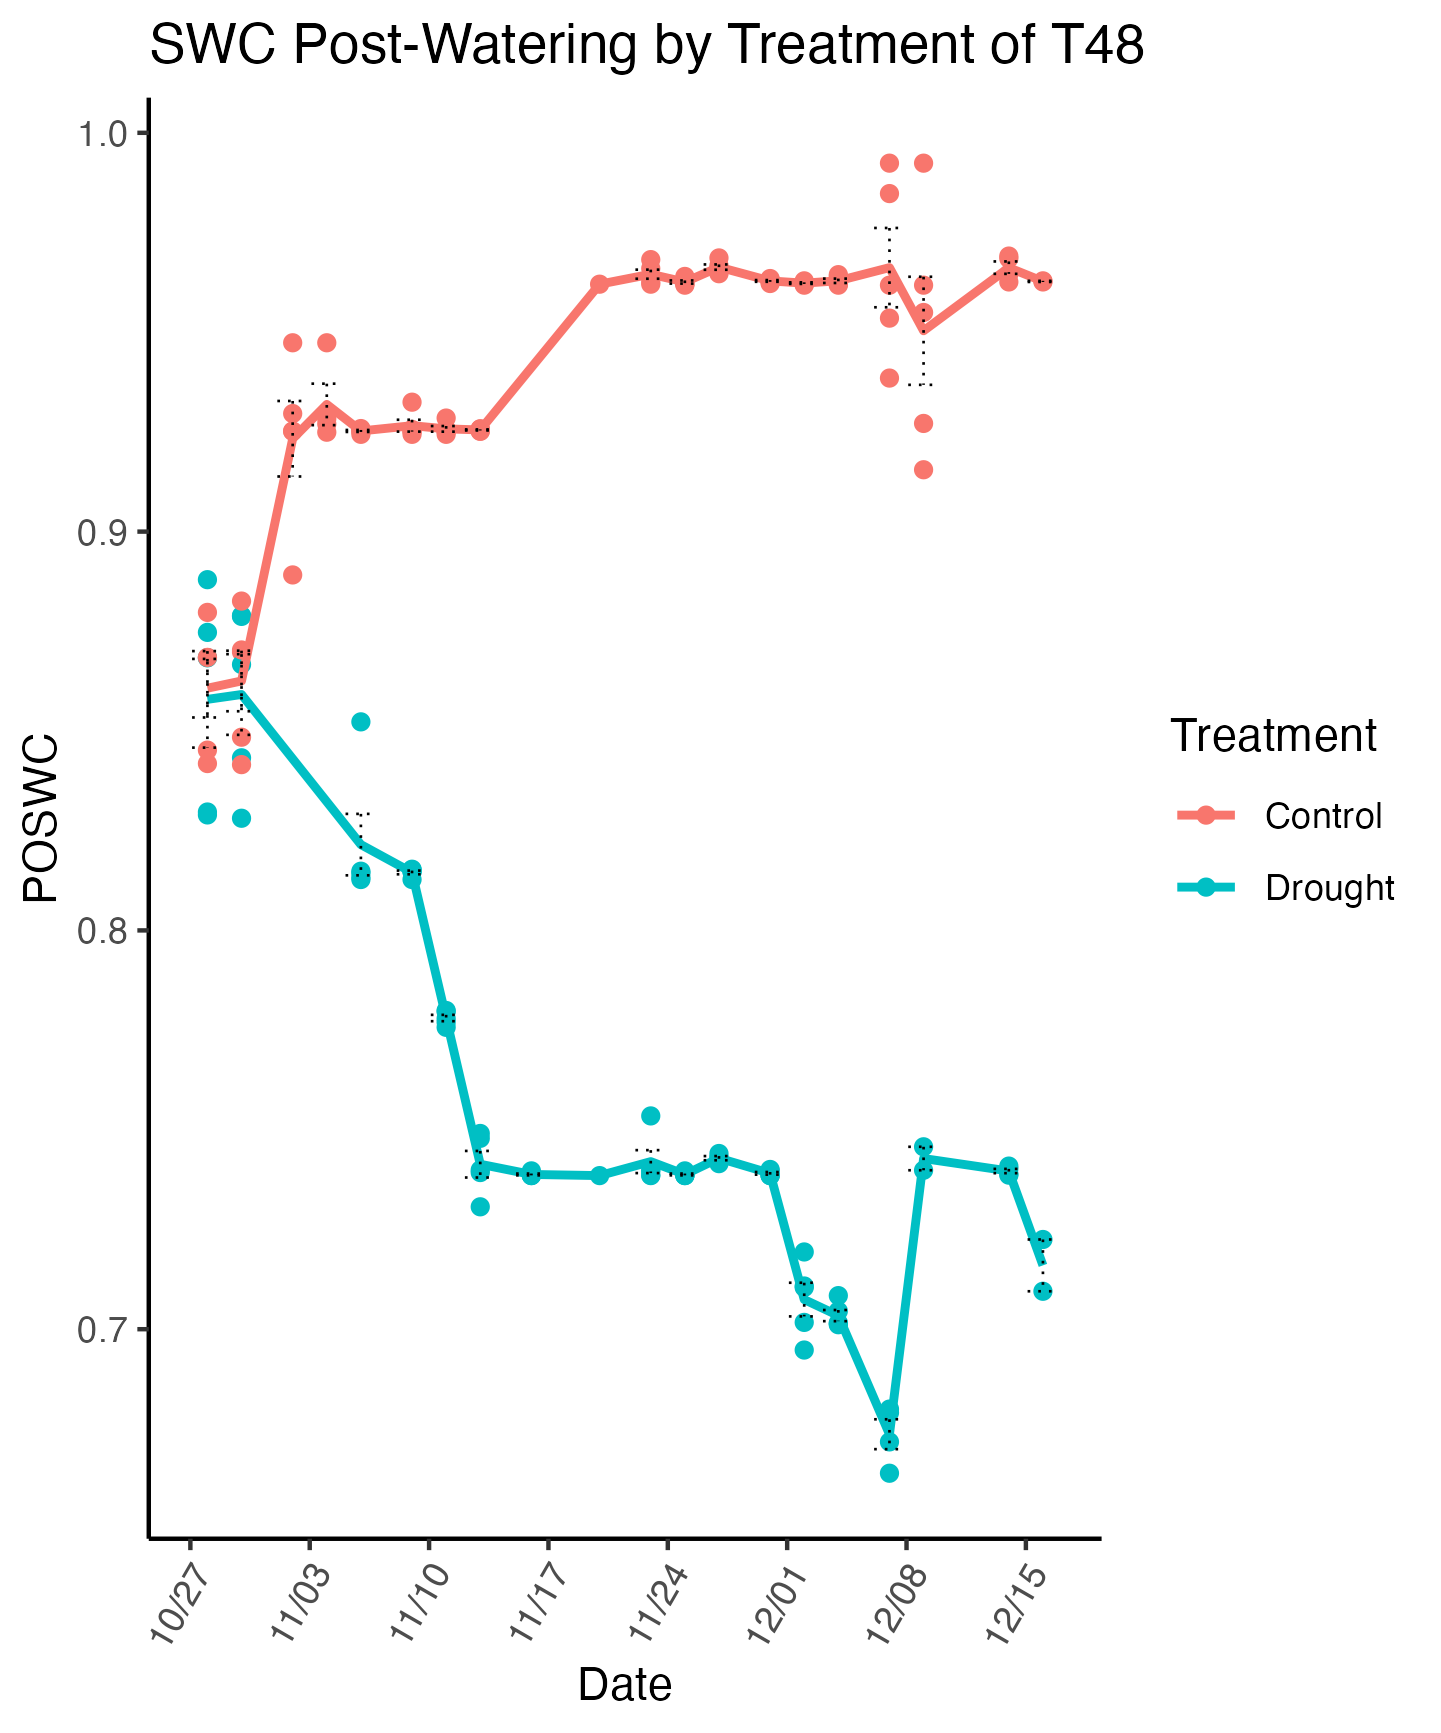 SWC Post-Watering by Treatment of T48
1.0
0.9
0.8
0.7
POSWC
10/27
11/03
11/10
11/17
11/24
12/01
12/08
12/15
Date
Treatment
Control
Drought